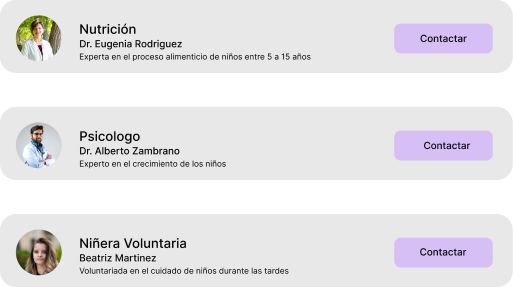 Nutrición
Dr. Eugenia Rodriguez
Experta en el proceso alimenticio de niños entre 5 a 15 años
Contactar
Psicologo
Dr. Alberto Zambrano
Experto en el crecimiento de los niños
Contactar
Niñera Voluntaria
Beatriz Martinez
Voluntariada en el cuidado de niños durante las tardes
Contactar